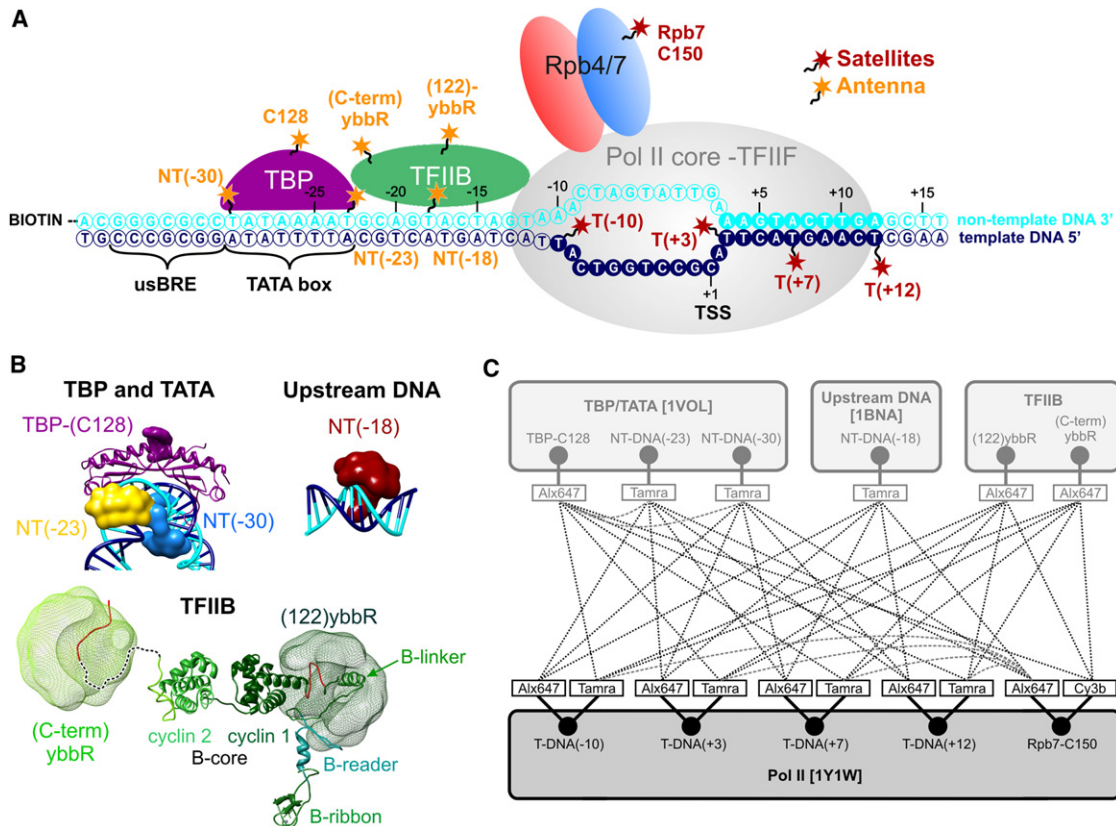 A
Rpb7
C150
Rpb4/7
Satellites
Antenna
(C-term)
ybbR
(122)-
ybbR
C128
TBP
TFIIB
Pol II core -TFIIF
NT(-30)
-25
-20
-15
-10
+5
+10
+15
BIOTIN --
ACGGGCGCCTATAAAATGCAGTACTAGTAAACTAGTATTGAAAGTACTTGAGCTT
non-template DNA 3'
TGCCCGCGGATATTTTACGTCATGATCATTACTGGTCCGCATTCATGAACTCGAA
template DNA 5'
T(-10)
T(+3)
NT(-23)
NT(-18)
T(+7)
T(+12)
usBRE
TATA box
+1
TSS
B
TBP and TATA
Upstream DNA
TBP-(C128)
NT(-18)
NT(-23)
NT(-30)
TFIIB
(122)ybbR
B-linker
(C-term)
ybbR
cyclin 2
cyclin 1
B-core
B-reader
B-ribbon
C
TBP/TATA [1VOL]
Upstream DNA
[1BNA]
TFIIB
TBP-C128
NT-DNA(-23)
NT-DNA(-30)
NT-DNA(-18)
(122)ybbR
(C-term)
ybbR
Alx647
Tamra
Tamra
Tamra
Alx647
Alx647
Alx647
Tamra
Alx647
Tamra
Alx647
Tamra
Alx647
Tamra
Alx647
Cy3b
T-DNA(-10)
T-DNA(+3)
T-DNA(+7)
T-DNA(+12)
Rpb7-C150
Pol II [1Y1W]